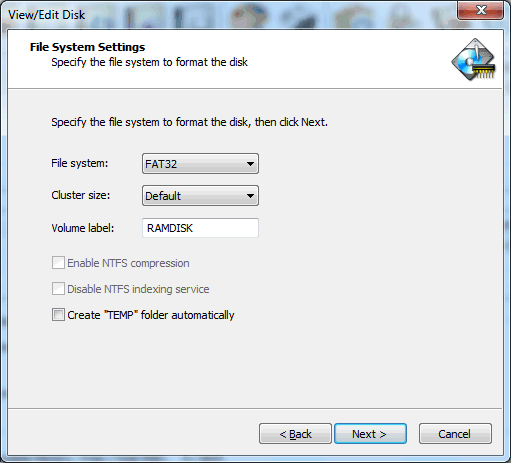 View/Edit Disk
File System Settings
Specify the file system to format the disk
Specify the file system to format the disk, then click Next.
File system: FAT32
Cluster size: Default
Volume label: RAMDISK
Enable NTFS compression
Disable NTFS indexing service
Create "TEMP" folder automatically
< Back Next > Cancel